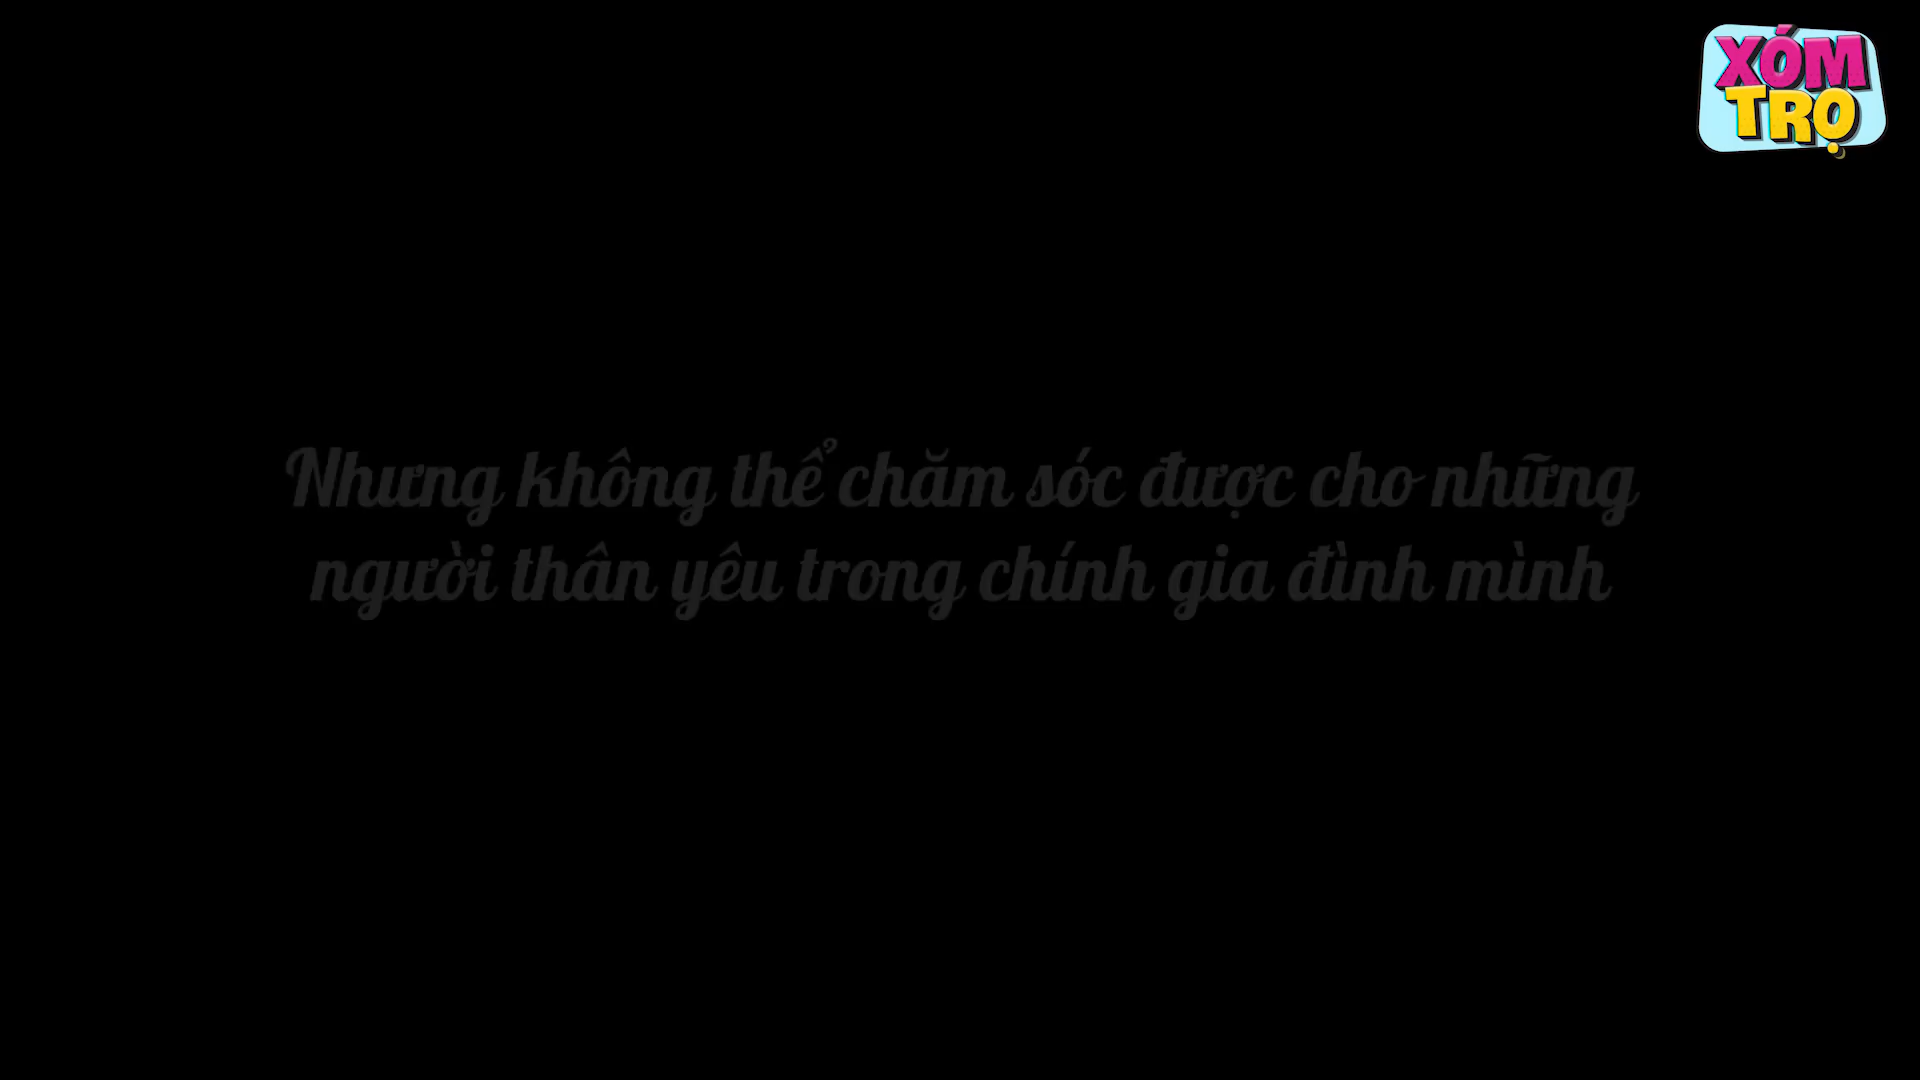 XÓM
TRỌ
Nhưng không thể chăm sóc được cho những
người thân yêu trong chính gia đình mình